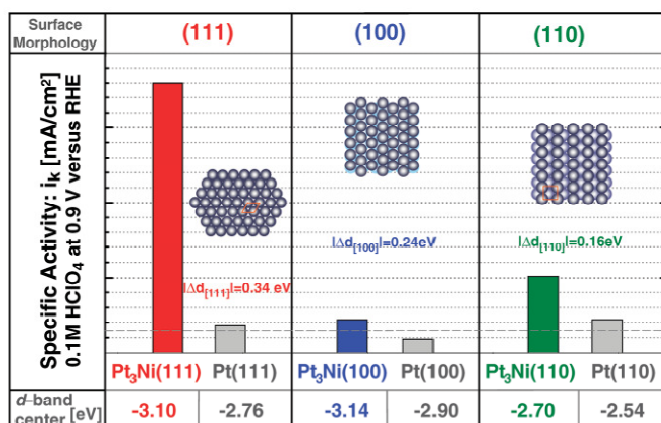 Surface Morphology
(111)
(100)
(110)
Specific Activity: iₖ [mA/cm²]
0.1M HClO₄ at 0.9 V versus RHE
|Δd[111]|=0.34 eV
|Δd[100]|=0.24eV
|Δd[110]|=0.16eV
Pt₃Ni(111) Pt(111) Pt₃Ni(100) Pt(100) Pt₃Ni(110) Pt(110)
d-band center [eV]
-3.10 -2.76 -3.14 -2.90 -2.70 -2.54